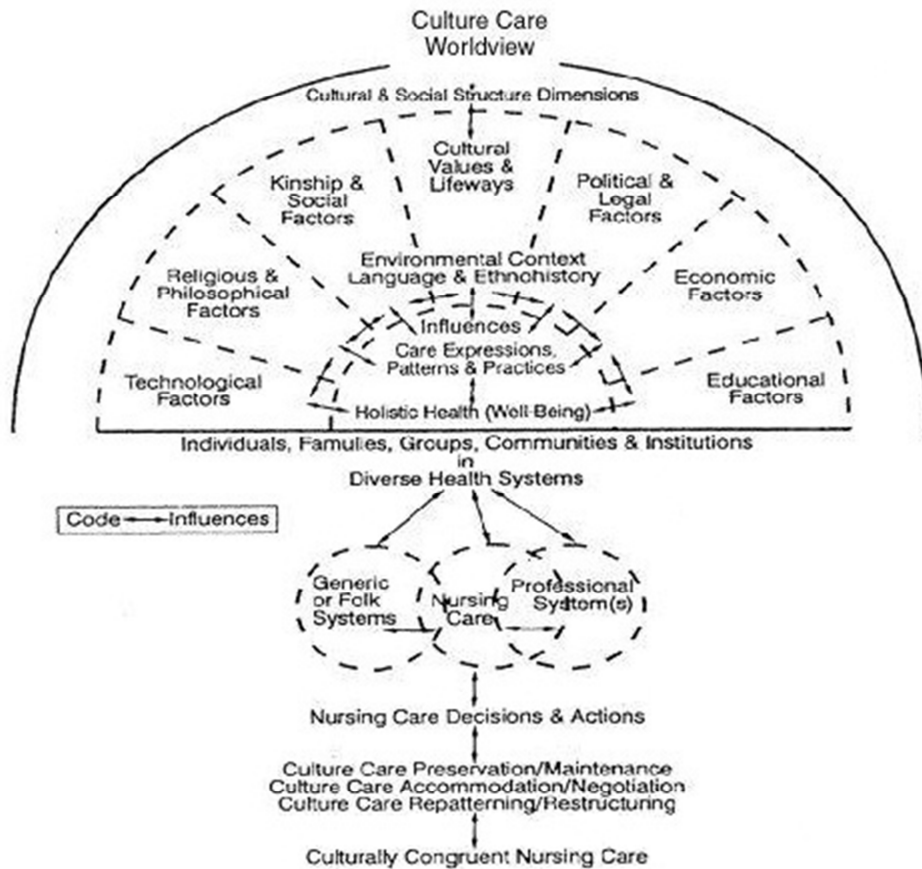 Culture Care
Worldview
Cultural & Social Structure Dimensions
Cultural
Values &
Lifeways
Kinship &
Social
Factors
Political &
Legal
Factors
Environmental Context
Language & Ethnohistory
Religious &
Philosophical
Factors
Economic
Factors
Influences
Care Expressions,
Patterns & Practices
Technological
Factors
Educational
Factors
Holistic Health (Well-Being)
Individuals, Families, Groups, Communities & Institutions
in
Diverse Health Systems
Code Influences
Generic
or Folk
Systems
Nursing
Care
Professional
System(s)
Nursing Care Decisions & Actions
Culture Care Preservation/Maintenance
Culture Care Accommodation/Negotiation
Culture Care Repatterning/Restructuring
Culturally Congruent Nursing Care